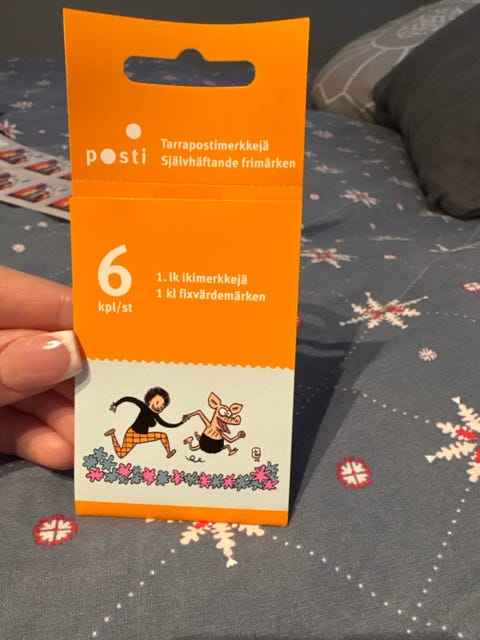 posti
Tarrapostimerkkejä
Självhäftande frimärken
6
kpl/st
1. lk ikimerkkejä
1 kl fixvärdemärken